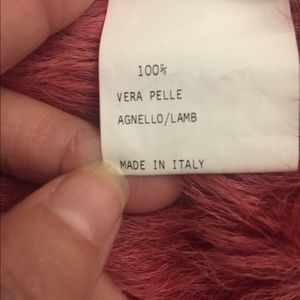 100%
VERA PELLE
AGNELLO/LAMB
MADE IN ITALY